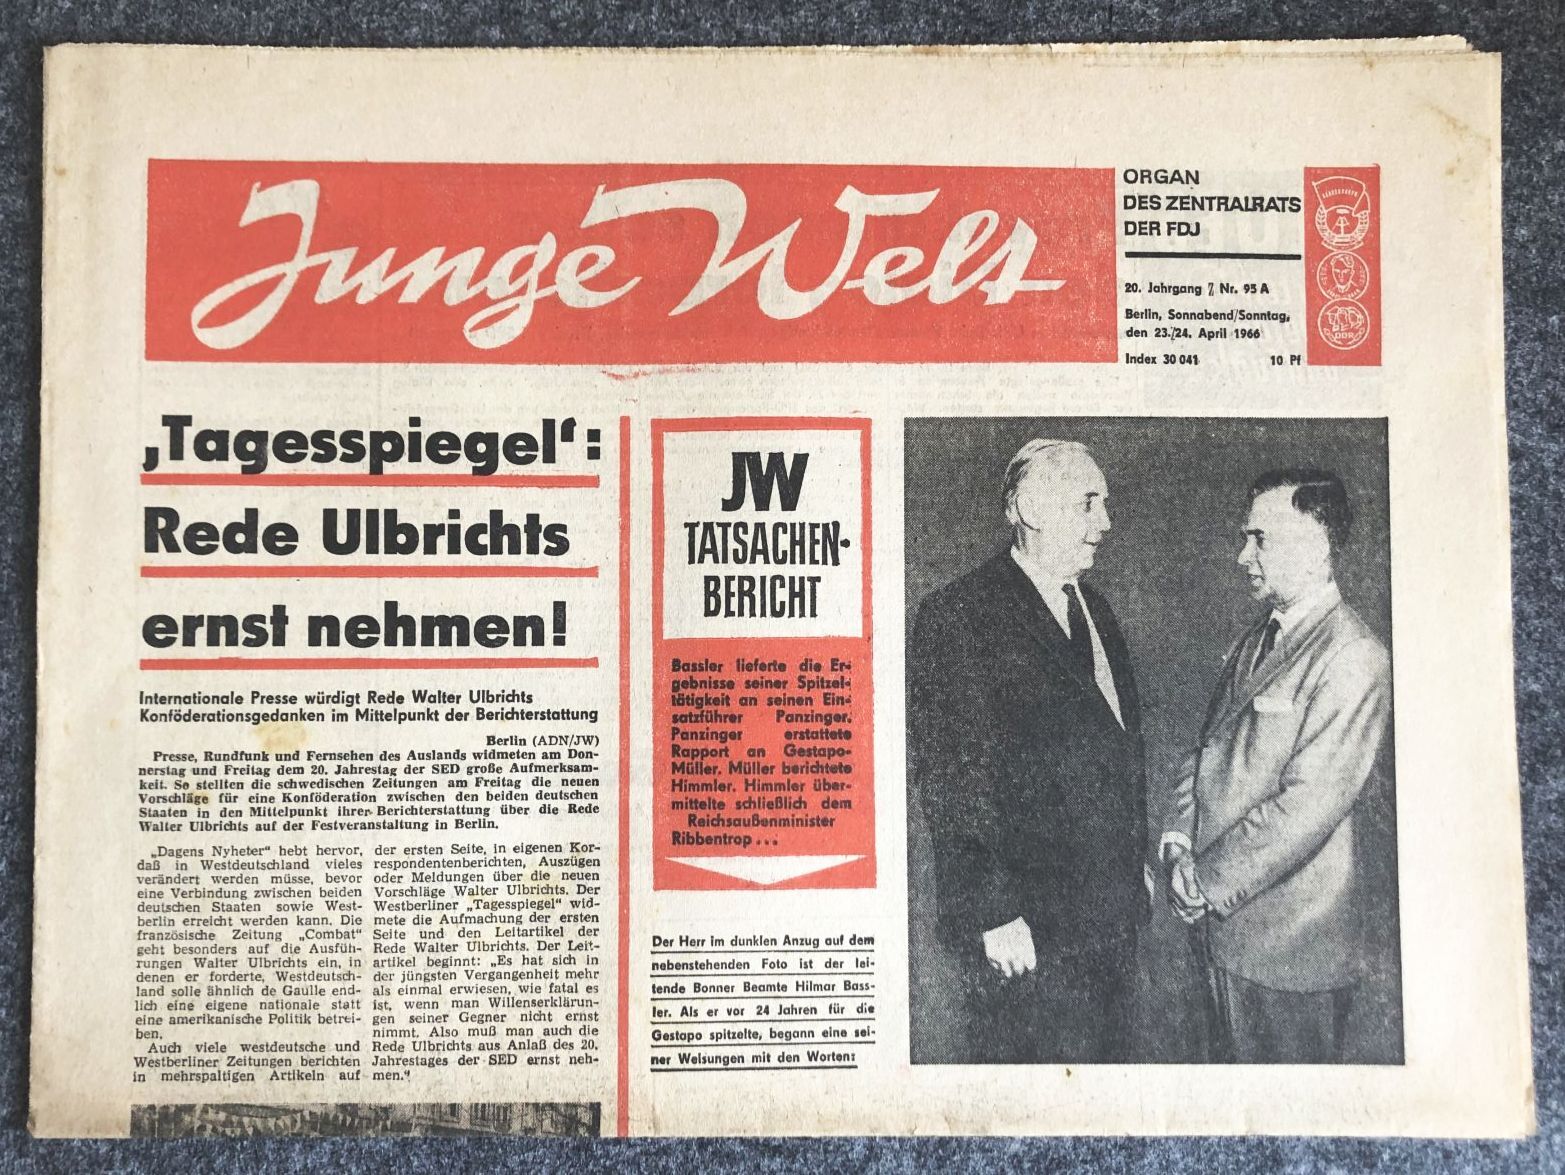 Junge Welt
ORGAN
DES ZENTRALRATS
DER FDJ
20. Jahrgang / Nr. 95 A
Berlin, Sonnabend/Sonntag,
den 23./24. April 1966
Index 30 041 10 Pf
DDR
‚Tagesspiegel‘:
Rede Ulbrichts
ernst nehmen!
Internationale Presse würdigt Rede Walter Ulbrichts
Konföderationsgedanken im Mittelpunkt der Berichterstattung
Berlin (ADN/JW)
Presse, Rundfunk und Fernsehen des Auslands widmeten am Don-
nerstag und Freitag dem 20. Jahrestag der SED große Aufmerksam-
keit. So stellten die schwedischen Zeitungen am Freitag die neuen
Vorschläge für eine Konföderation zwischen den beiden deutschen
Staaten in den Mittelpunkt ihrer Berichterstattung über die Rede
Walter Ulbrichts auf der Festveranstaltung in Berlin.
„Dagens Nyheter“ hebt hervor,
daß in Westdeutschland vieles
verändert werden müsse, bevor
eine Verbindung zwischen beiden
deutschen Staaten sowie West-
berlin erreicht werden kann. Die
französische Zeitung „Combat“
geht besonders auf die Ausfüh-
rungen Walter Ulbrichts ein, in
denen er forderte, Westdeutsch-
land solle ähnlich de Gaulle end-
lich eine eigene nationale statt
eine amerikanische Politik betrei-
ben.
Auch viele westdeutsche und
Westberliner Zeitungen berichten
in mehrspaltigen Artikeln auf
der ersten Seite, in eigenen Kor-
respondentenberichten, Auszügen
oder Meldungen über die neuen
Vorschläge Walter Ulbrichts. Der
Westberliner „Tagesspiegel“ wid-
mete die Aufmachung der ersten
Seite und den Leitartikel der
Rede Walter Ulbrichts. Der Leit-
artikel beginnt: „Es hat sich in
der jüngsten Vergangenheit mehr
als einmal erwiesen, wie fatal es
ist, wenn man Willenserklärun-
gen seiner Gegner nicht ernst
nimmt. Also muß man auch die
Rede Ulbrichts aus Anlaß des 20.
Jahrestages der SED ernst neh-
men.“
JW
TATSACHEN-
BERICHT
Bassler lieferte die Er-
gebnisse seiner Spitzel-
tätigkeit an seinen Ein-
satzführer Panzinger.
Panzinger erstattete
Rapport an Gestapo-
Müller. Müller berichtete
Himmler. Himmler über-
mittelte schließlich dem
Reichsaußenminister
Ribbentrop...
Der Herr im dunklen Anzug auf dem
nebenstehenden Foto ist der lei-
tende Bonner Beamte Hilmar Bass-
ler. Als er vor 24 Jahren für die
Gestapo spitzelte, begann eine sei-
ner Weisungen mit den Worten: